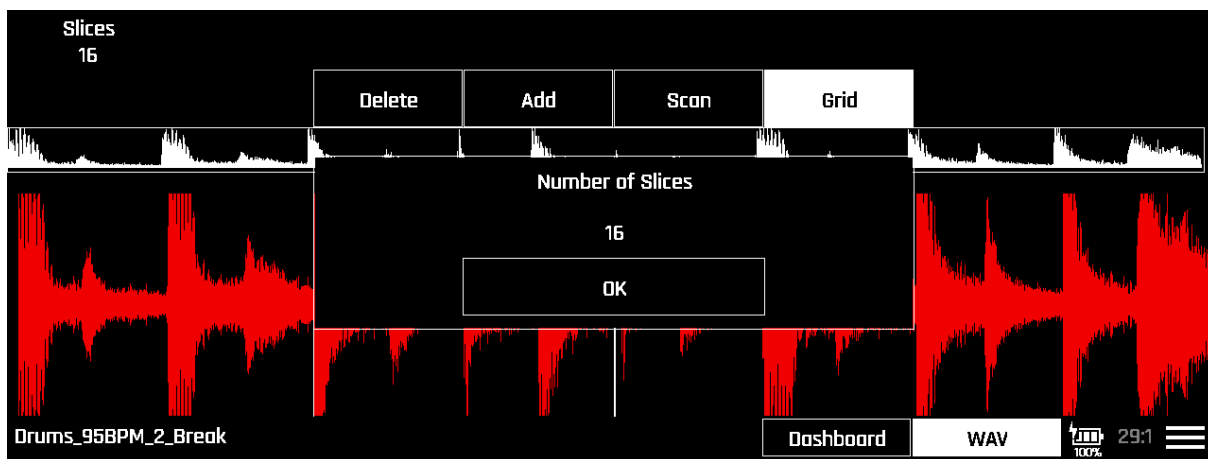 Slices
16
Delete Add Scan Grid
Number of Slices
16
OK
Drums_95BPM_2_Break Dashboard WAV 100% 29:1